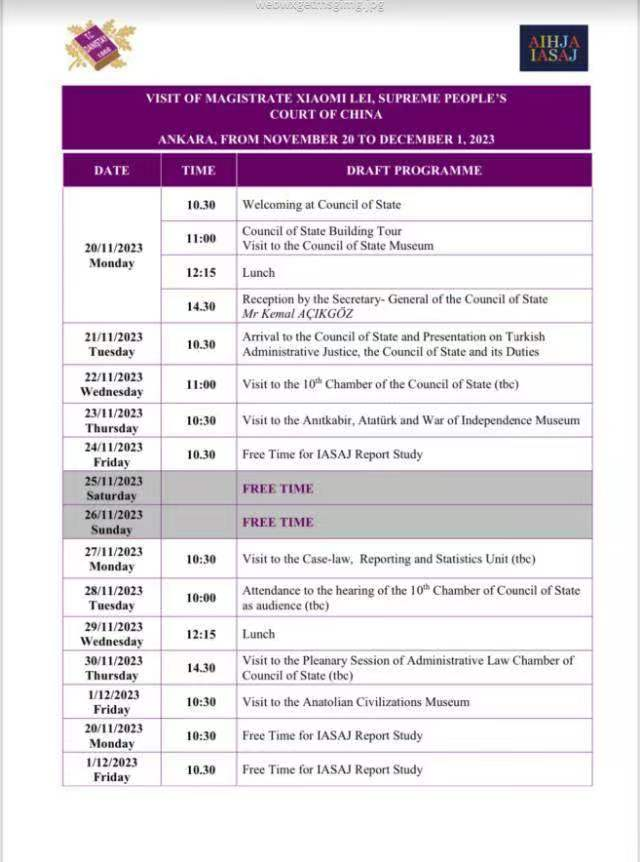 webwxgetmsgimg.jpg
T.C.
DANIŞTAY
1868
AIHJA
IASAJ
VISIT OF MAGISTRATE XIAOMI LEI, SUPREME PEOPLE'S
COURT OF CHINA
ANKARA, FROM NOVEMBER 20 TO DECEMBER 1, 2023
DATE TIME DRAFT PROGRAMME
20/11/2023
Monday
10.30 Welcoming at Council of State
11:00 Council of State Building Tour
Visit to the Council of State Museum
12:15 Lunch
14.30 Reception by the Secretary- General of the Council of State
Mr Kemal AÇIKGÖZ
21/11/2023
Tuesday
10.30 Arrival to the Council of State and Presentation on Turkish
Administrative Justice, the Council of State and its Duties
22/11/2023
Wednesday
11:00 Visit to the 10th Chamber of the Council of State (tbc)
23/11/2023
Thursday
10:30 Visit to the Anıtkabir, Atatürk and War of Independence Museum
24/11/2023
Friday
10.30 Free Time for IASAJ Report Study
25/11/2023
Saturday
FREE TIME
26/11/2023
Sunday
FREE TIME
27/11/2023
Monday
10:30 Visit to the Case-law, Reporting and Statistics Unit (tbc)
28/11/2023
Tuesday
10:00 Attendance to the hearing of the 10th Chamber of Council of State
as audience (tbc)
29/11/2023
Wednesday
12:15 Lunch
30/11/2023
Thursday
14.30 Visit to the Pleanary Session of Administrative Law Chamber of
Council of State (tbc)
1/12/2023
Friday
10:30 Visit to the Anatolian Civilizations Museum
20/11/2023
Monday
10:30 Free Time for IASAJ Report Study
1/12/2023
Friday
10.30 Free Time for IASAJ Report Study